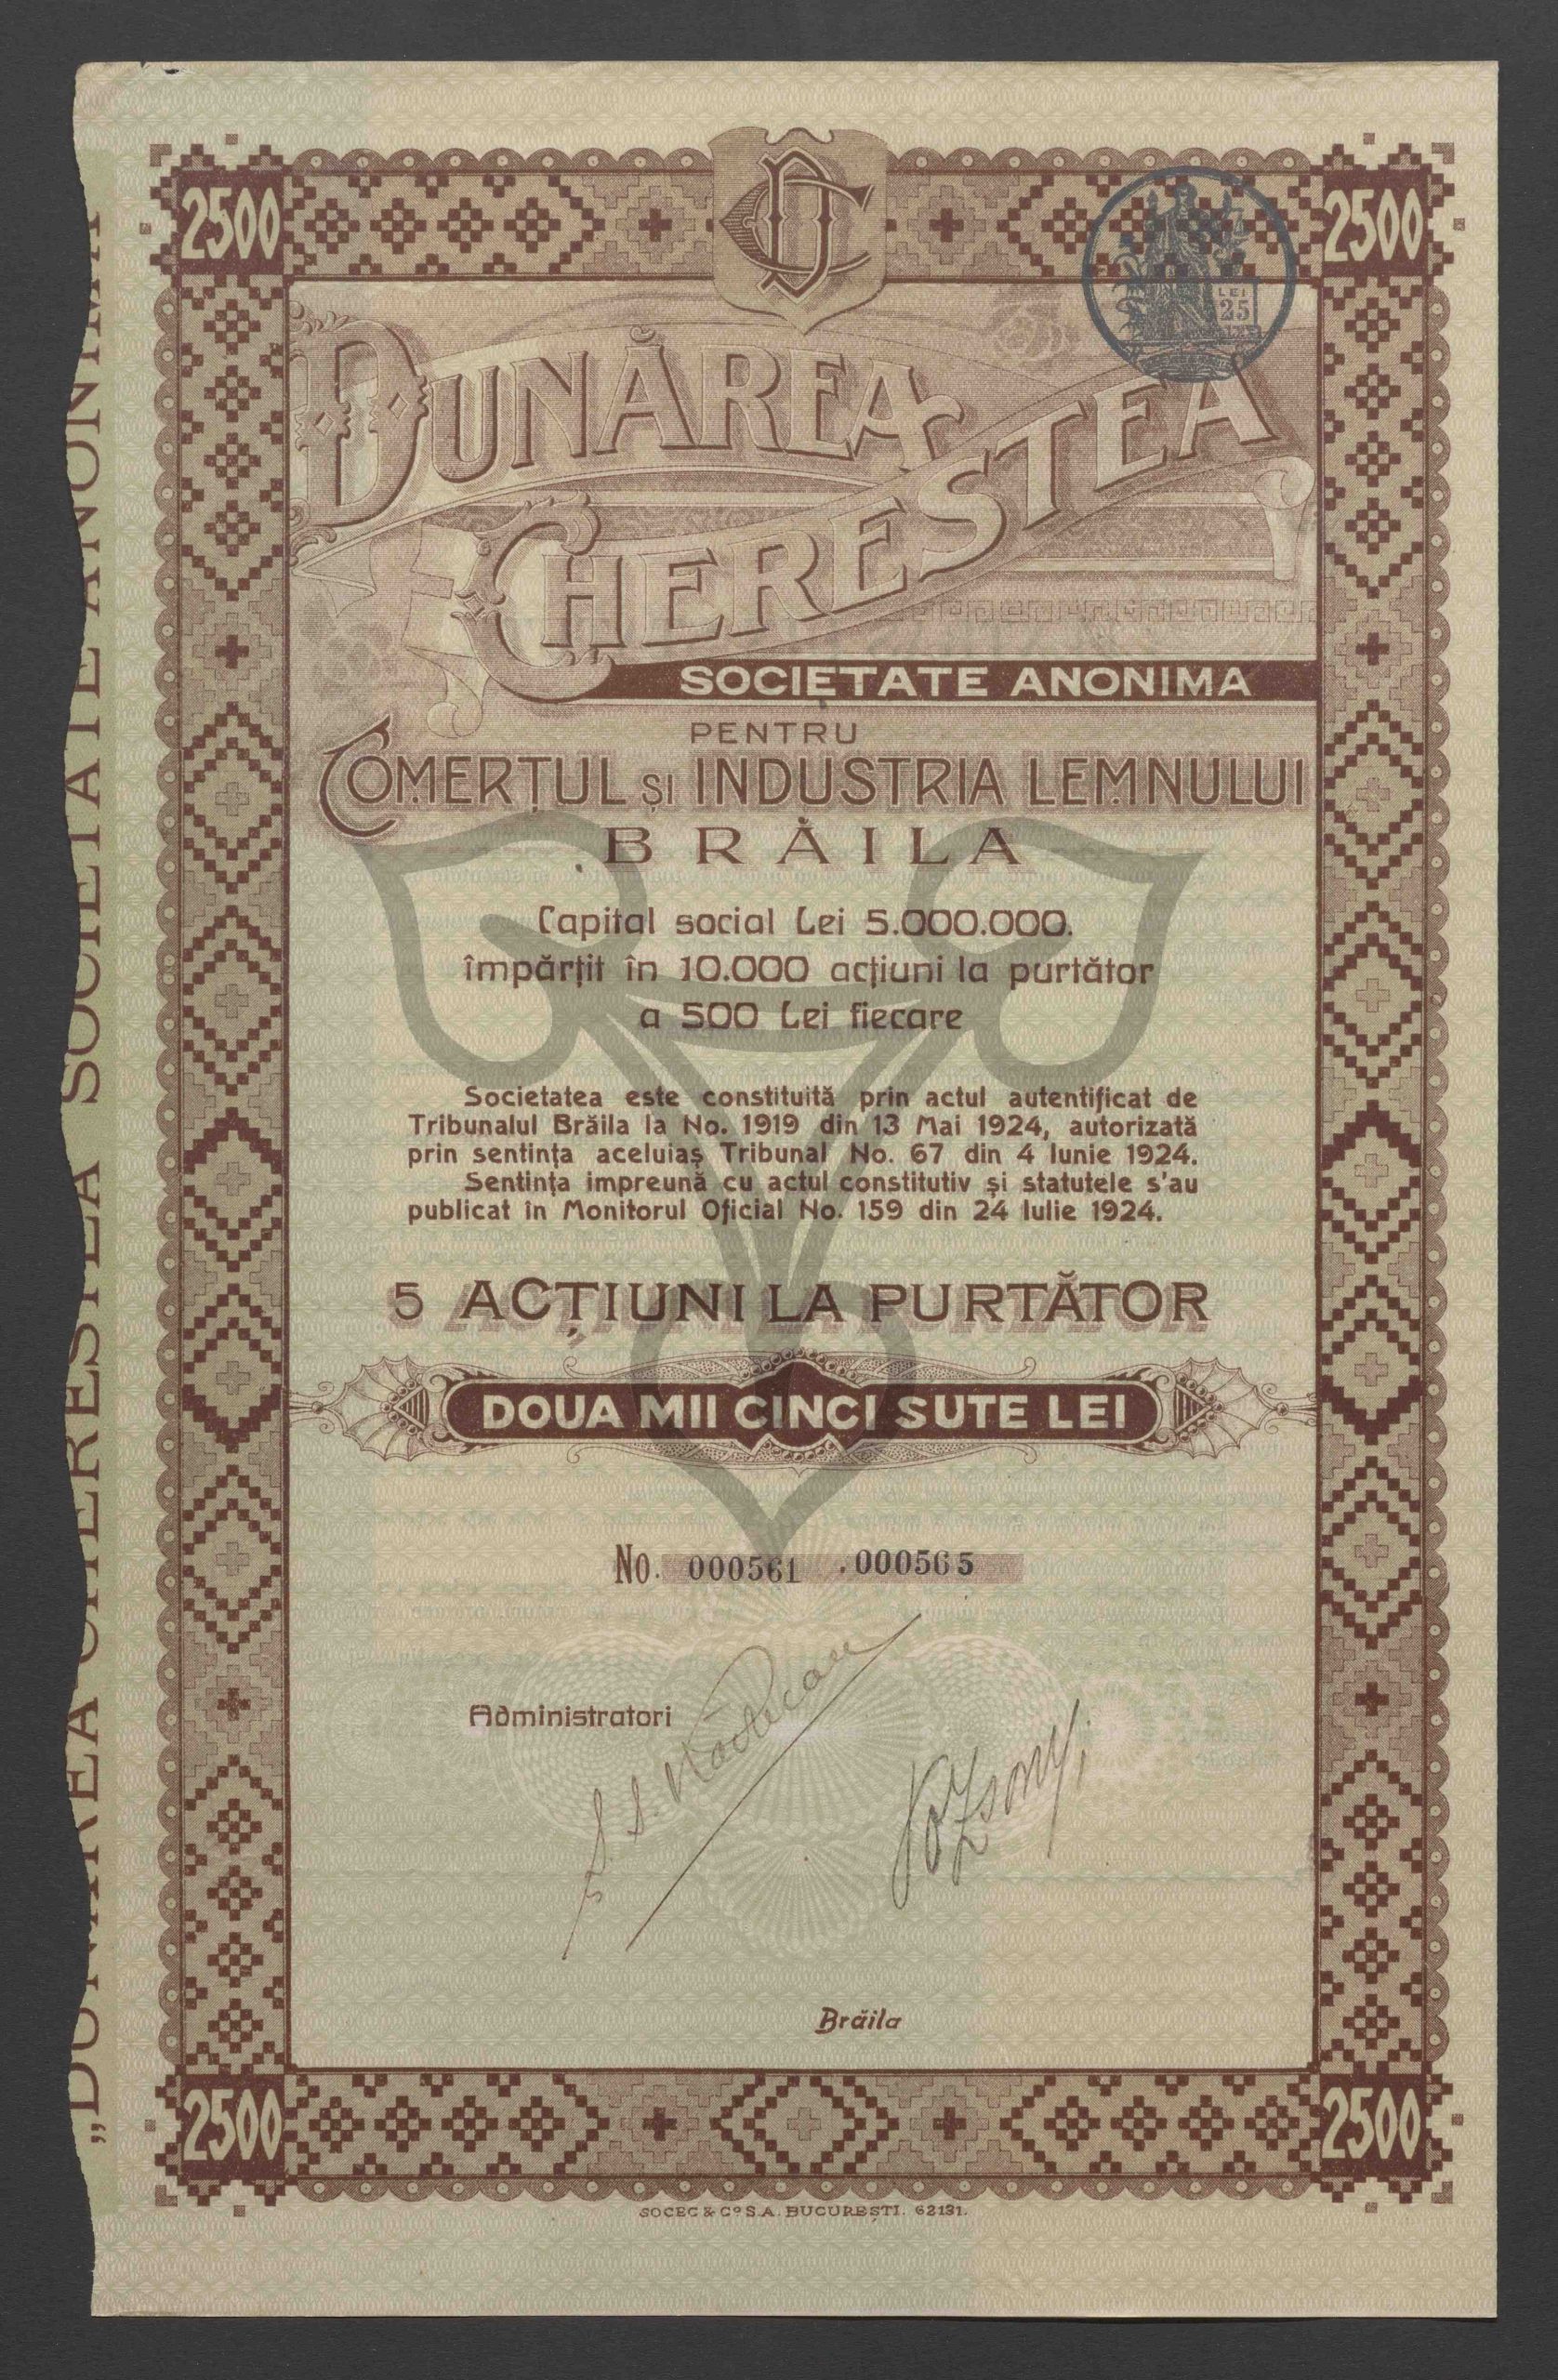 2500
DC
2500
LEI
25
DUNĂREA
CHERESTEA
SOCIETATE ANONIMA
PENTRU
COMERȚUL ȘI INDUSTRIA LEMNULUI
BRĂILA
Capital social Lei 5.000.000.
împărțit în 10.000 acțiuni la purtător
a 500 Lei fiecare
Societatea este constituită prin actul autentificat de
Tribunalul Brăila la No. 1919 din 13 Mai 1924, autorizată
prin sentința aceluiaș Tribunal No. 67 din 4 Iunie 1924.
Sentința impreună cu actul constitutiv și statutele s'au
publicat în Monitorul Oficial No. 159 din 24 Iulie 1924.
5 ACȚIUNI LA PURTĂTOR
DOUA MII CINCI SUTE LEI
No. 000561 .000565
Administratori
Brăila
2500
2500
SOCEC & Cº S.A. BUCUREȘTI. 62131.
„DUNĂREA CHERESTEA SOCIETATE ANONIMĂ